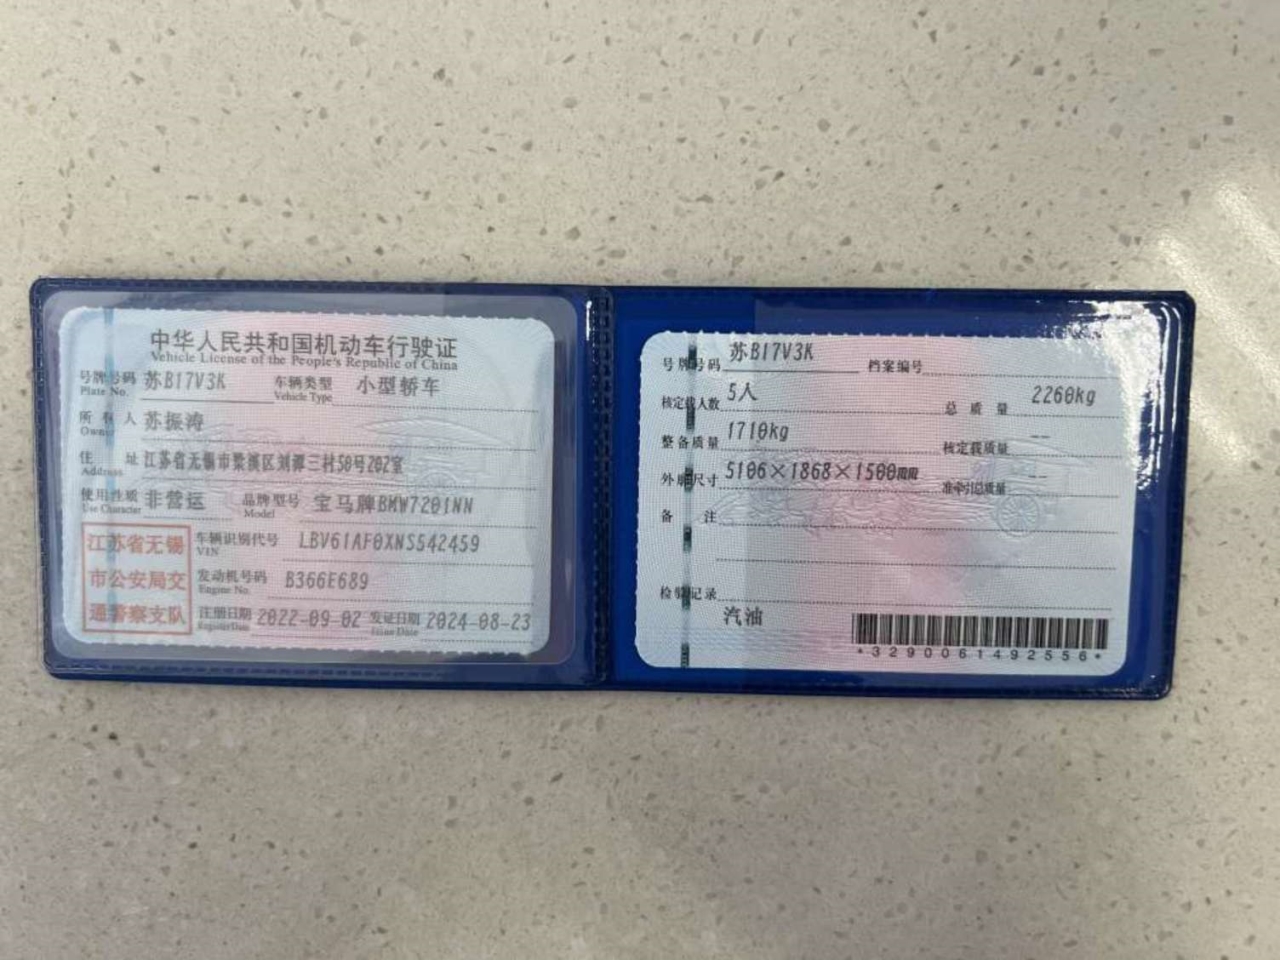 中华人民共和国机动车行驶证
Vehicle License of the People's Republic of China
号牌号码 苏B17V3K 车辆类型 小型轿车
Plate No. Vehicle Type
所有人 苏振涛
Owner
住址 江苏省无锡市梁溪区刘潭三村50号202室
Address
使用性质 非营运 品牌型号 宝马牌BMW7201NN
Use Character Model
江苏省无锡
市公安局交
通警察支队
车辆识别代号 LBV61AF0XNS542459
VIN
发动机号码 B366E689
Engine No.
注册日期 2022-09-02 发证日期 2024-08-23
Register Date Issue Date
号牌号码 苏B17V3K 档案编号
核定载人数 5人 总质量 2260kg
整备质量 1710kg 核定载质量 --
外廓尺寸 5106×1868×1500mm 准牵引总质量 --
备注
检验记录
汽油
*3290061492556*